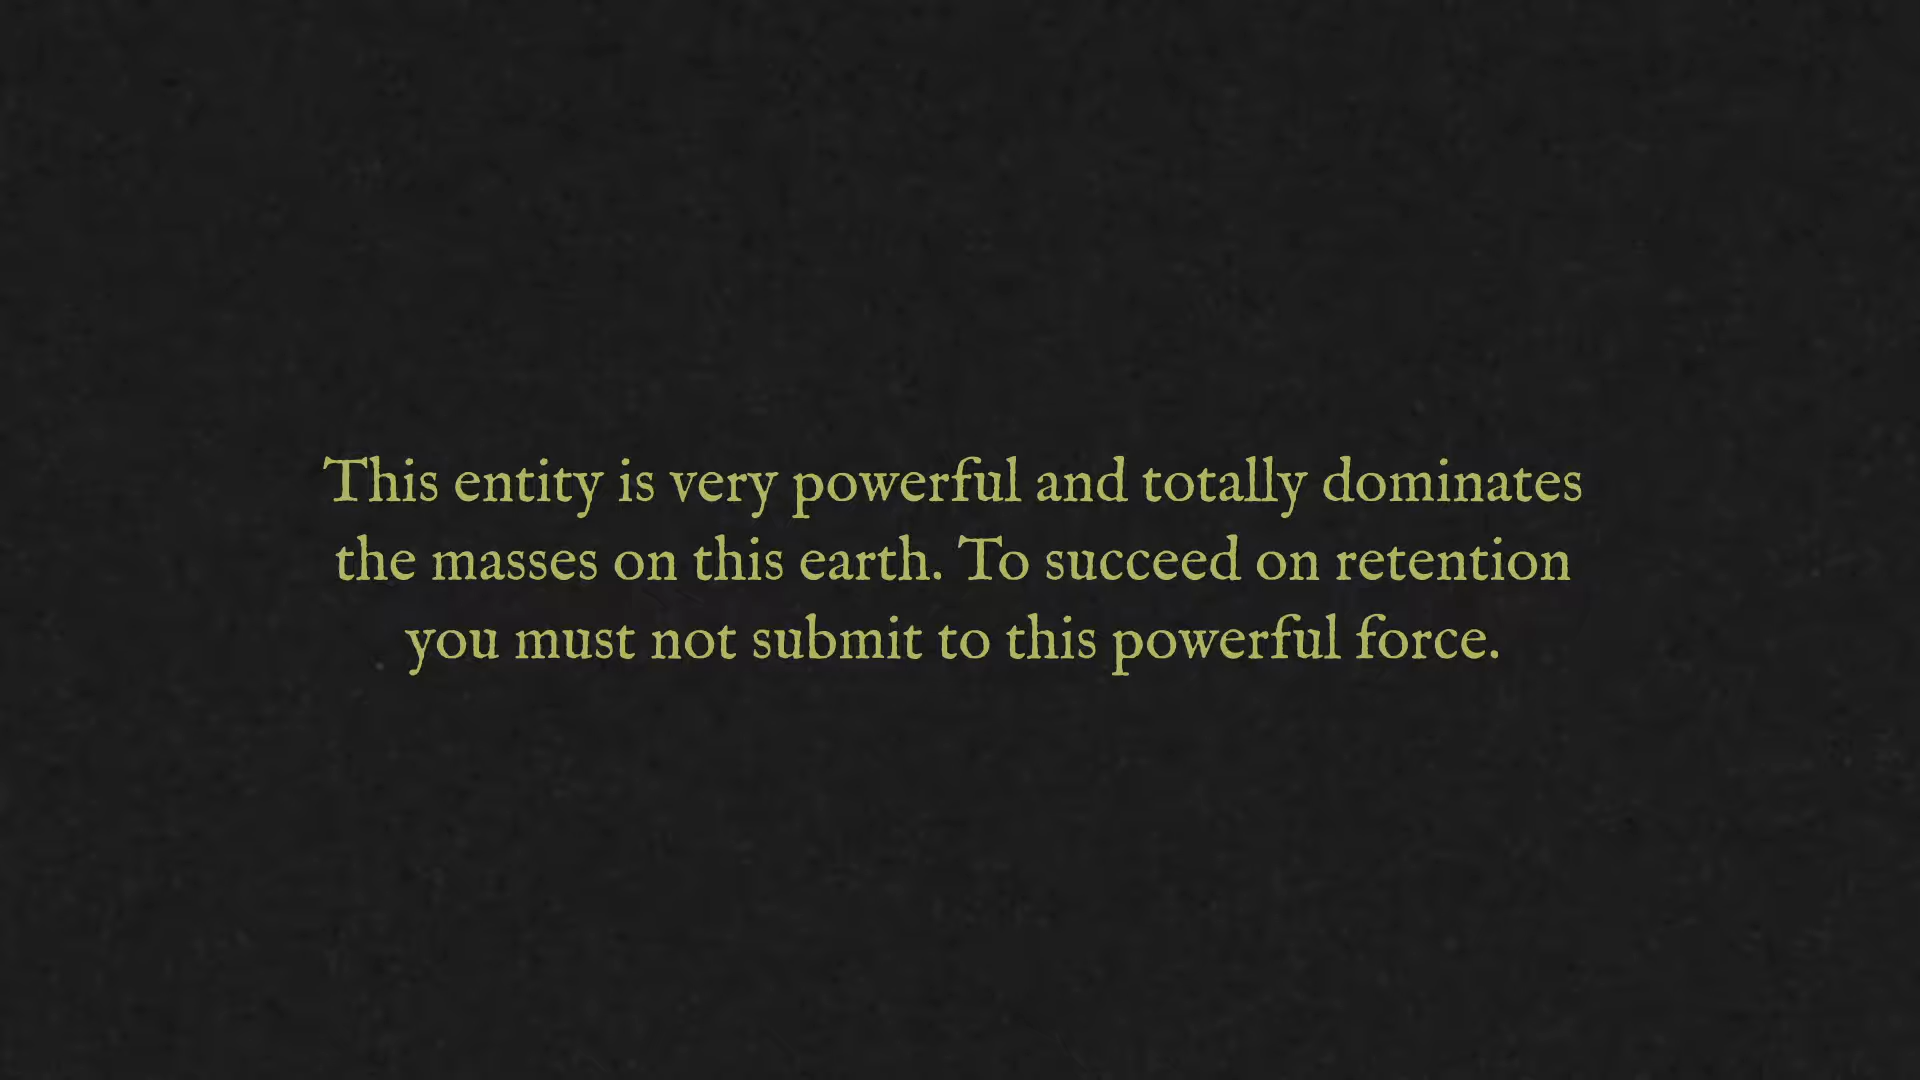 This entity is very powerful and totally dominates
the masses on this earth. To succeed on retention
you must not submit to this powerful force.